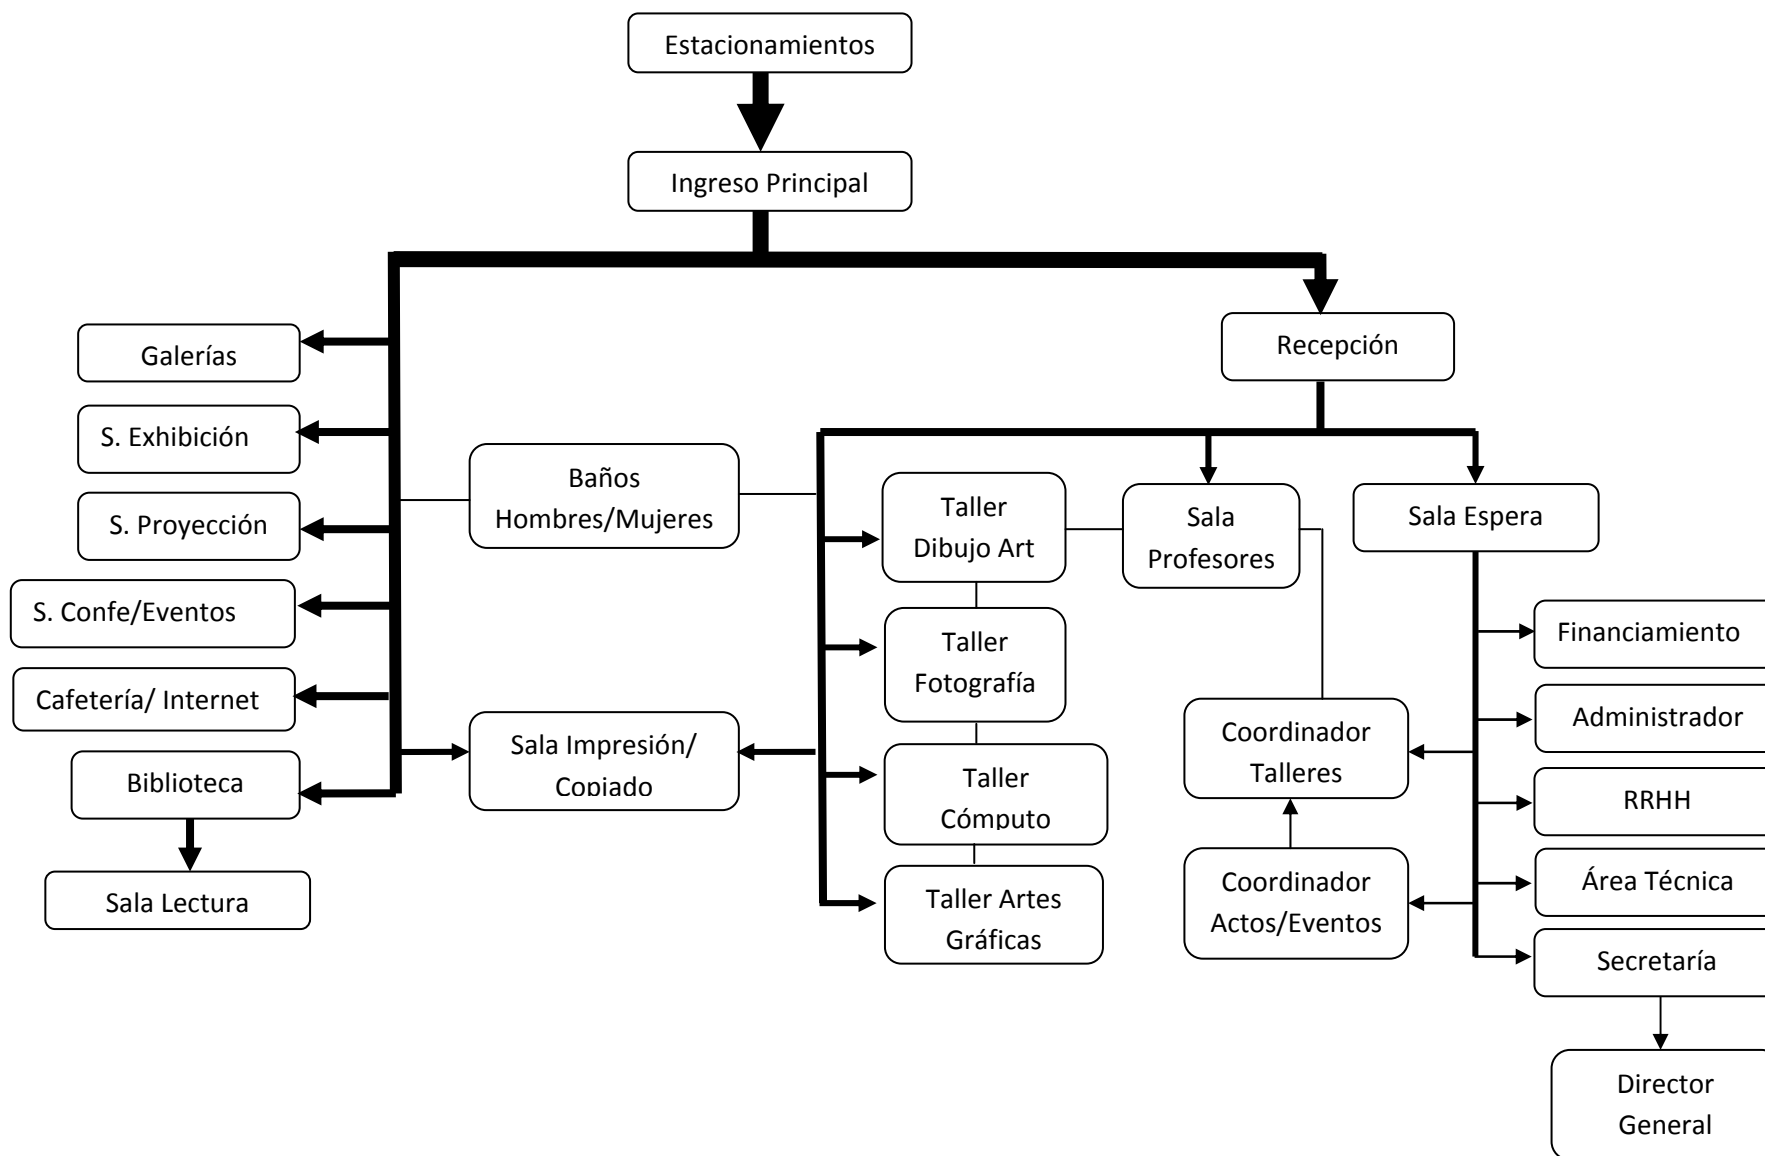 Estacionamientos
Ingreso Principal
Recepción
Galerías
S. Exhibición
S. Proyección
S. Confe/Eventos
Cafetería/ Internet
Biblioteca
Sala Lectura
Baños
Hombres/Mujeres
Sala Impresión/
Copiado
Taller
Dibujo Art
Taller
Fotografía
Taller
Cómputo
Taller Artes
Gráficas
Sala
Profesores
Coordinador
Talleres
Coordinador
Actos/Eventos
Sala Espera
Financiamiento
Administrador
RRHH
Área Técnica
Secretaría
Director
General